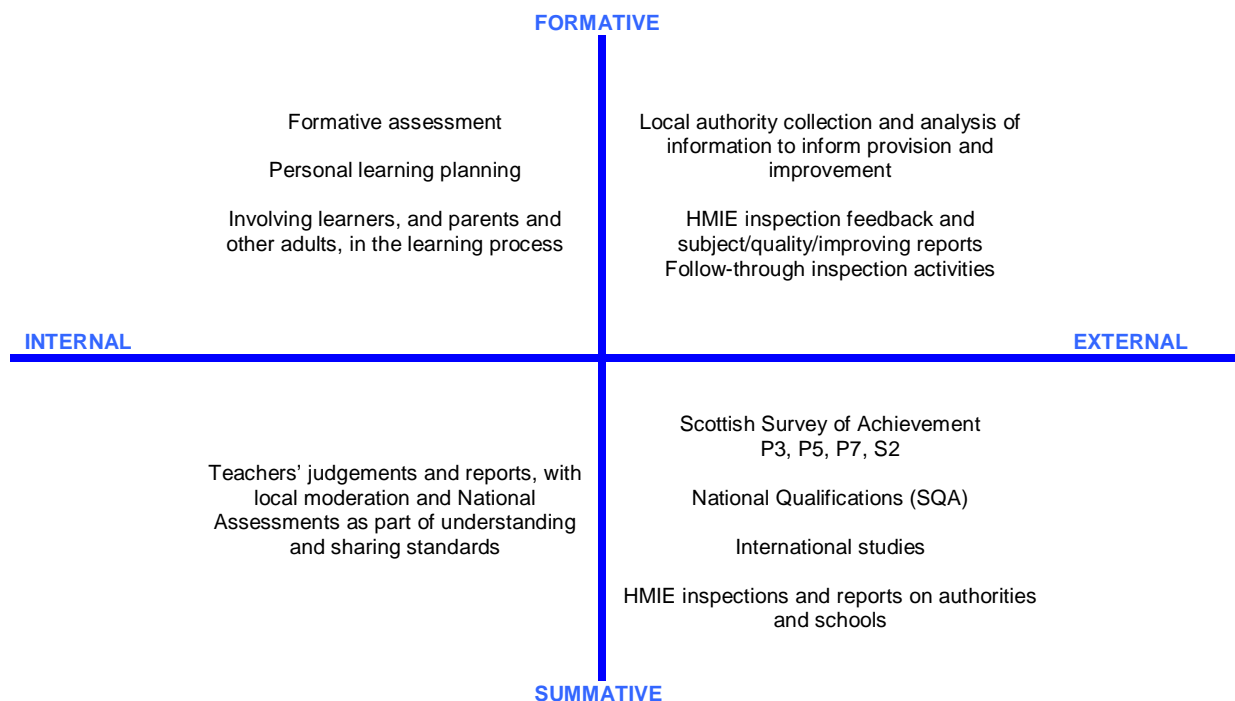 FORMATIVE
Formative assessment
Personal learning planning
Involving learners, and parents and
other adults, in the learning process
Local authority collection and analysis of
information to inform provision and
improvement
HMIE inspection feedback and
subject/quality/improving reports
Follow-through inspection activities
INTERNAL
EXTERNAL
Teachers’ judgements and reports, with
local moderation and National
Assessments as part of understanding
and sharing standards
Scottish Survey of Achievement
P3, P5, P7, S2
National Qualifications (SQA)
International studies
HMIE inspections and reports on authorities
and schools
SUMMATIVE